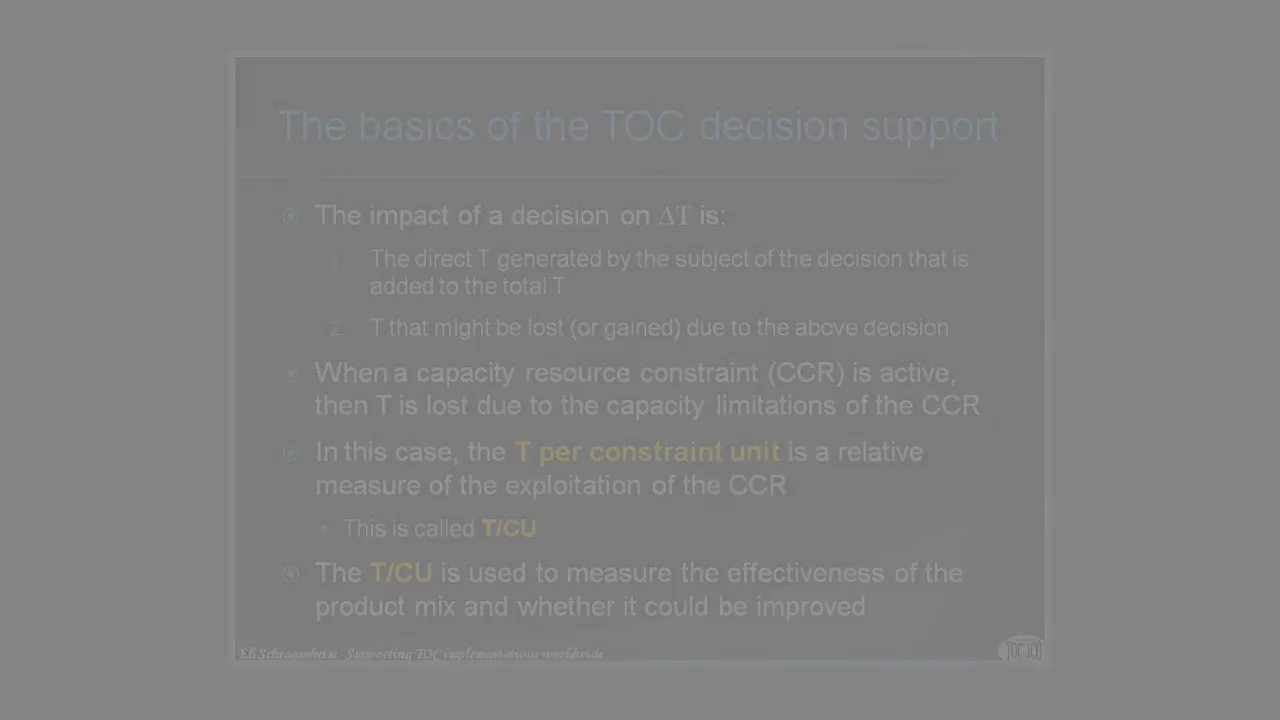 The basics of the TOC decision support
The impact of a decision on ΔT is:
1. The direct T generated by the subject of the decision that is
added to the total T
2. T that might be lost (or gained) due to the above decision
When a capacity resource constraint (CCR) is active,
then T is lost due to the capacity limitations of the CCR
In this case, the T per constraint unit is a relative
measure of the exploitation of the CCR
This is called T/CU
The T/CU is used to measure the effectiveness of the
product mix and whether it could be improved
Eli Schragenheim -Supporting TOC implementations worldwide